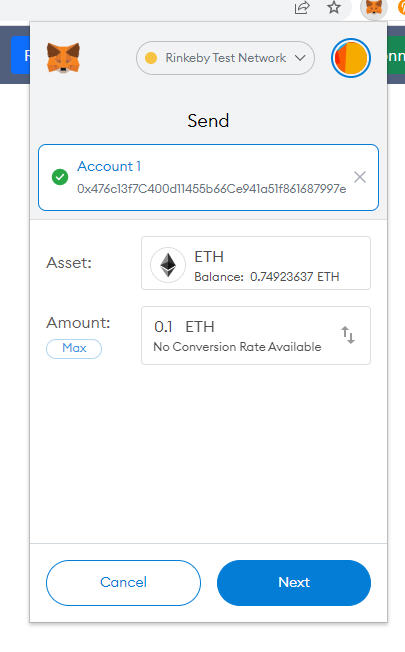 Rinkeby Test Network
Send
Account 1
0x476c13f7C400d11455b66Ce941a51f861687997e
Asset:
ETH
Balance: 0.74923637 ETH
Amount:
Max
0.1 ETH
No Conversion Rate Available
Cancel
Next